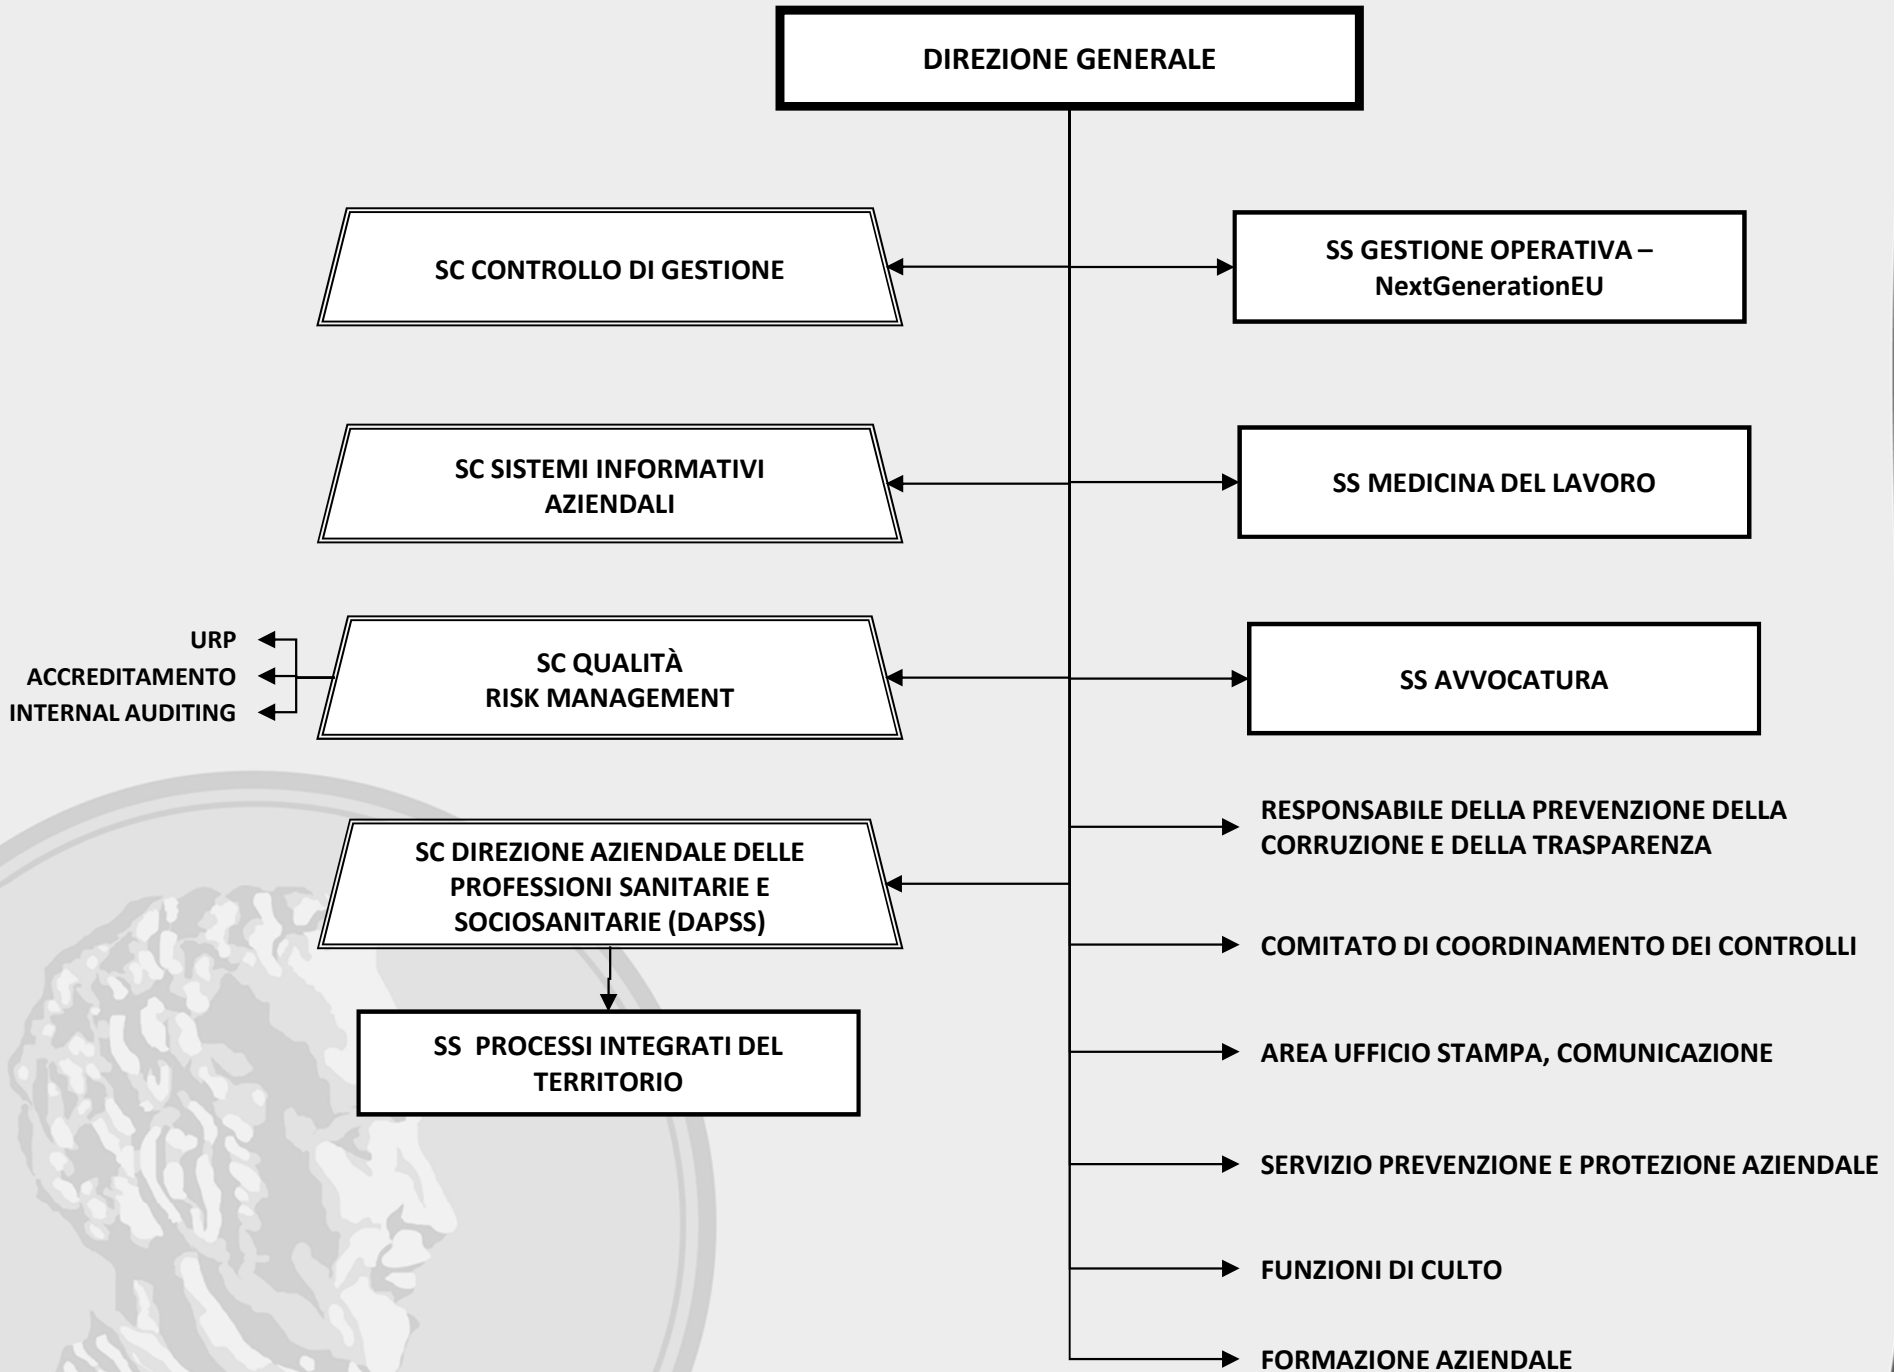 DIREZIONE GENERALE
SC CONTROLLO DI GESTIONE
SS GESTIONE OPERATIVA –
NextGenerationEU
SC SISTEMI INFORMATIVI
AZIENDALI
SS MEDICINA DEL LAVORO
URP
ACCREDITAMENTO
INTERNAL AUDITING
SC QUALITÀ
RISK MANAGEMENT
SS AVVOCATURA
SC DIREZIONE AZIENDALE DELLE
PROFESSIONI SANITARIE E
SOCIOSANITARIE (DAPSS)
SS PROCESSI INTEGRATI DEL
TERRITORIO
RESPONSABILE DELLA PREVENZIONE DELLA
CORRUZIONE E DELLA TRASPARENZA
COMITATO DI COORDINAMENTO DEI CONTROLLI
AREA UFFICIO STAMPA, COMUNICAZIONE
SERVIZIO PREVENZIONE E PROTEZIONE AZIENDALE
FUNZIONI DI CULTO
FORMAZIONE AZIENDALE